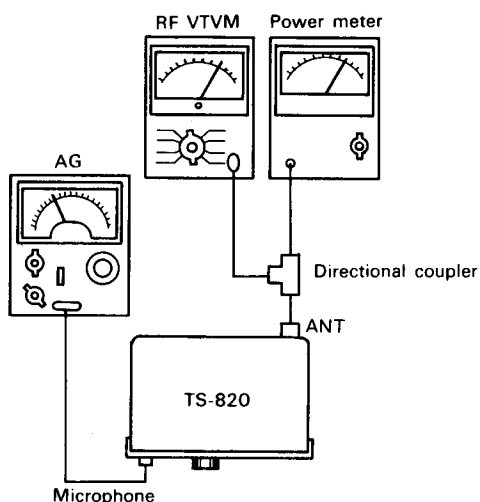 RF VTVM
Power meter
AG
Directional coupler
ANT
TS-820
Microphone